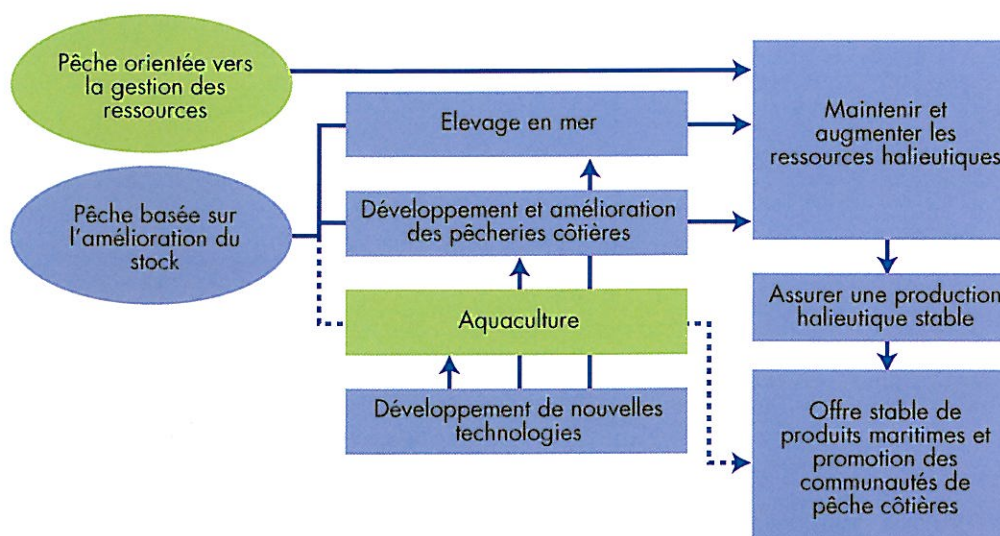 Pêche orientée vers
la gestion des
ressources
Elevage en mer
Maintenir et
augmenter les
ressources halieutiques
Pêche basée sur
l'amélioration du
stock
Développement et amélioration
des pêcheries côtières
Aquaculture
Assurer une production
halieutique stable
Développement de nouvelles
technologies
Offre stable de
produits maritimes et
promotion des
communautés de
pêche côtières